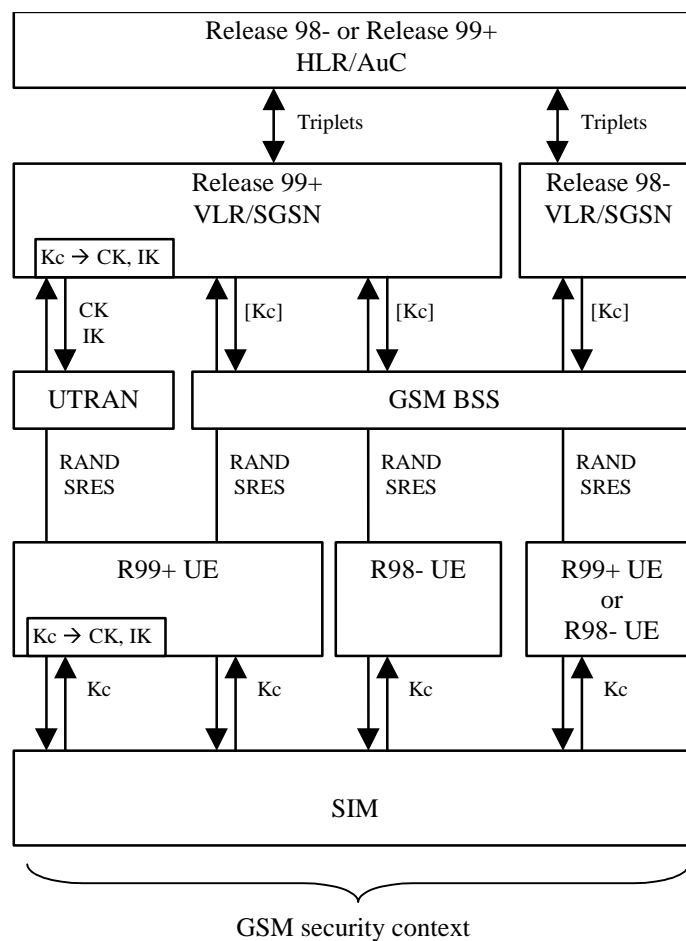 Release 98- or Release 99+
HLR/AuC
Triplets
Triplets
Release 99+
VLR/SGSN
Release 98-
VLR/SGSN
Kc → CK, IK
CK
IK
[Kc]
[Kc]
[Kc]
UTRAN
GSM BSS
RAND
SRES
RAND
SRES
RAND
SRES
RAND
SRES
R99+ UE
R98- UE
R99+ UE
or
R98- UE
Kc → CK, IK
Kc
Kc
Kc
Kc
SIM
GSM security context